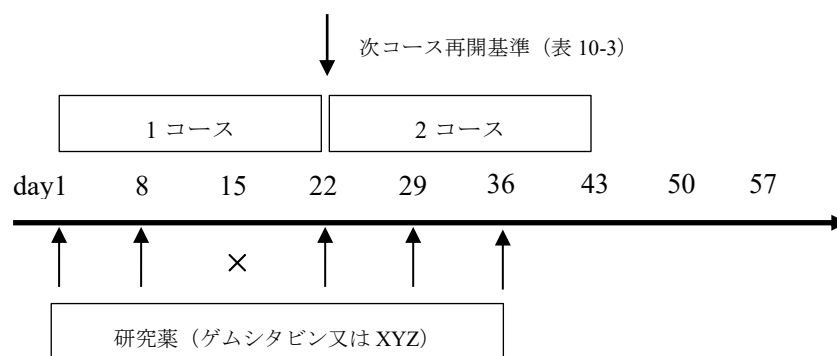 次コース再開基準（表 10-3）
1 コース 2 コース
day1 8 15 22 29 36 43 50 57
×
研究薬（ゲムシタビン又は XYZ）